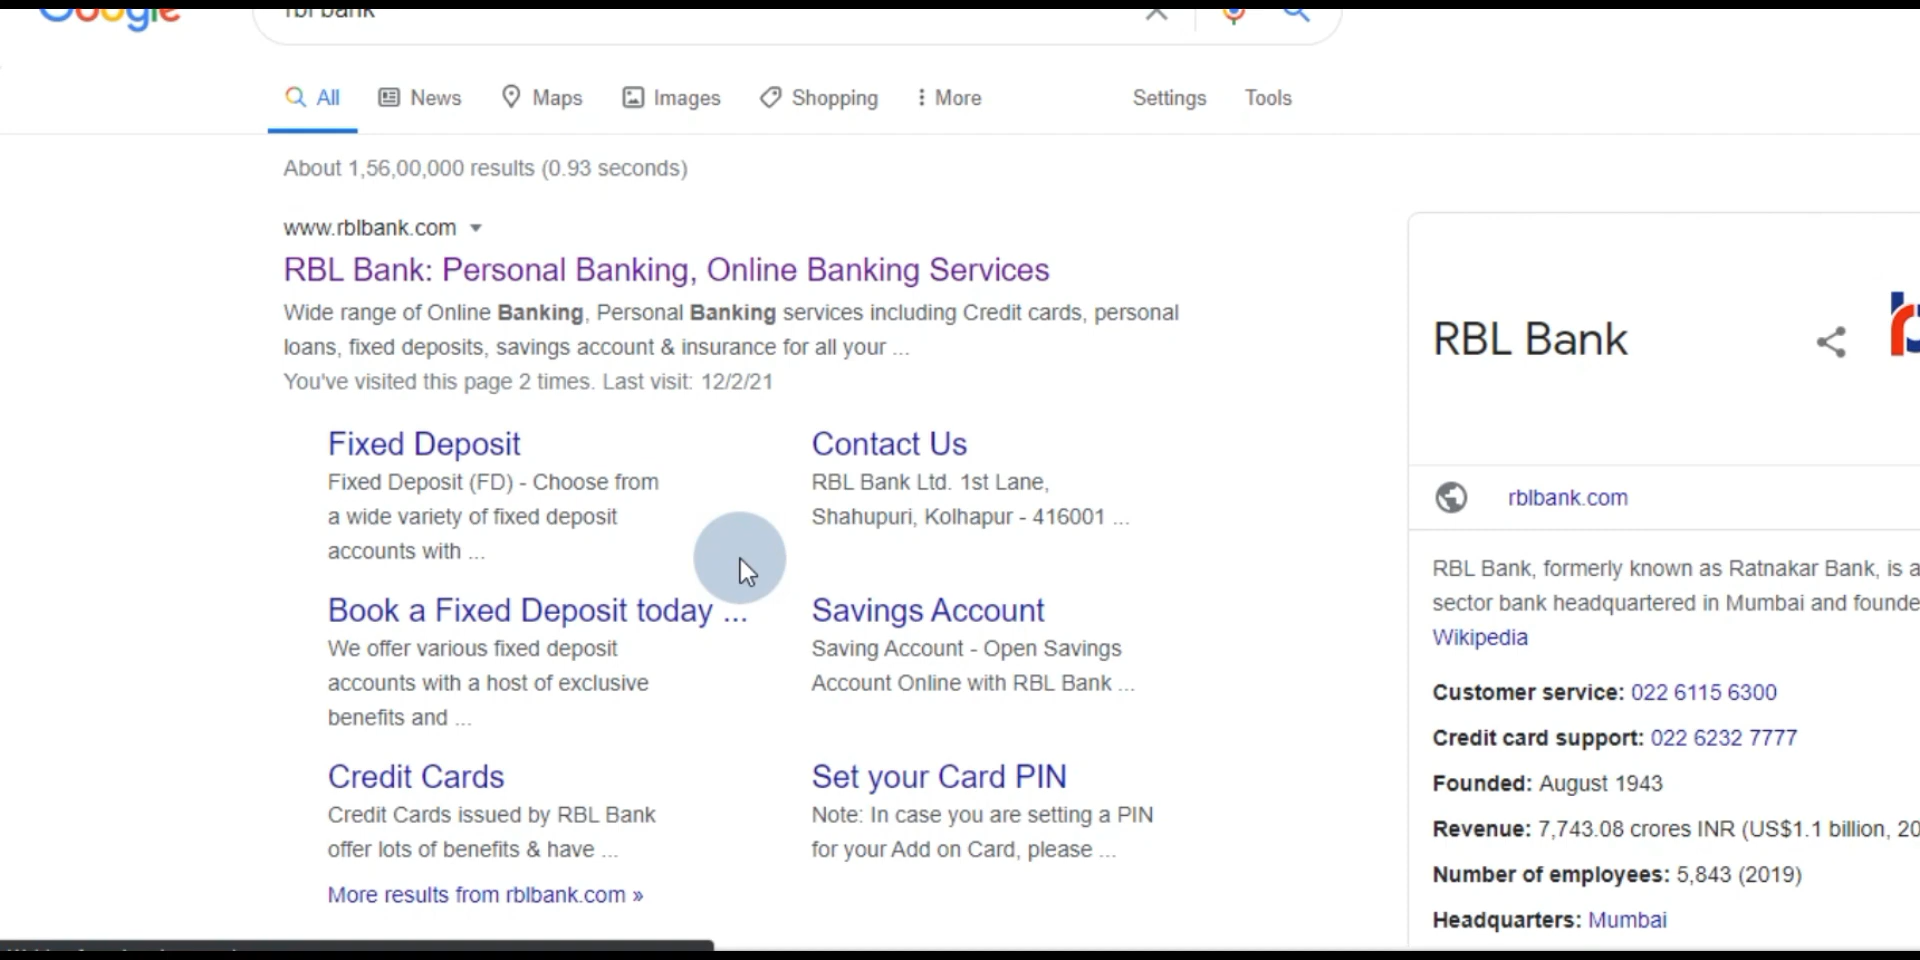 Google
rbl bank
All
News
Maps
Images
Shopping
More
Settings
Tools
About 1,56,00,000 results (0.93 seconds)
www.rblbank.com
RBL Bank: Personal Banking, Online Banking Services
Wide range of Online Banking, Personal Banking services including Credit cards, personal
loans, fixed deposits, savings account & insurance for all your ...
You've visited this page 2 times. Last visit: 12/2/21
Fixed Deposit
Fixed Deposit (FD) - Choose from
a wide variety of fixed deposit
accounts with ...
Contact Us
RBL Bank Ltd. 1st Lane,
Shahupuri, Kolhapur - 416001 ...
Book a Fixed Deposit today ...
We offer various fixed deposit
accounts with a host of exclusive
benefits and ...
Savings Account
Saving Account - Open Savings
Account Online with RBL Bank ...
Credit Cards
Credit Cards issued by RBL Bank
offer lots of benefits & have ...
Set your Card PIN
Note: In case you are setting a PIN
for your Add on Card, please ...
More results from rblbank.com »
RBL Bank
rblbank.com
RBL Bank, formerly known as Ratnakar Bank, is a
sector bank headquartered in Mumbai and founde
Wikipedia
Customer service: 022 6115 6300
Credit card support: 022 6232 7777
Founded: August 1943
Revenue: 7,743.08 crores INR (US$1.1 billion, 20
Number of employees: 5,843 (2019)
Headquarters: Mumbai